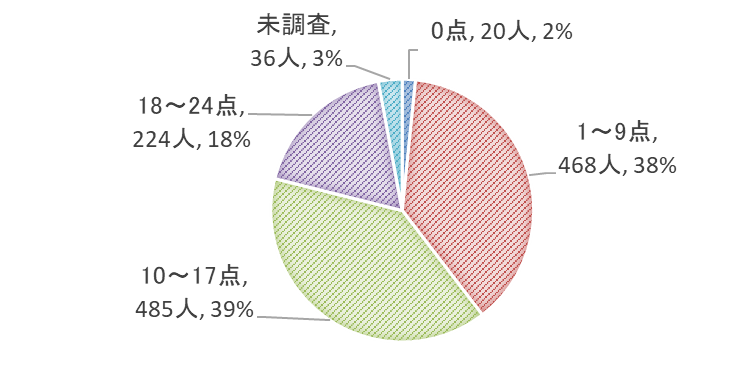 未調査,
36人, 3%
0点, 20人, 2%
18～24点,
224人, 18%
1～9点,
468人, 38%
10～17点,
485人, 39%